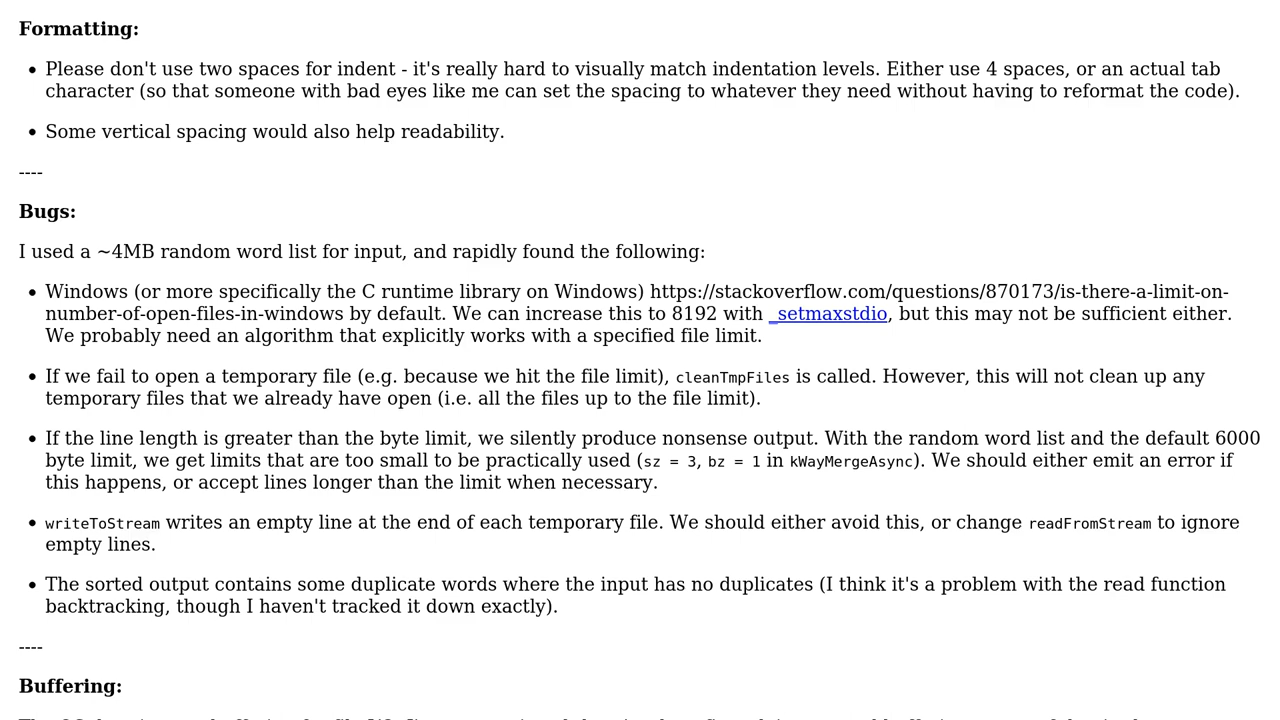 Formatting:
Please don't use two spaces for indent - it's really hard to visually match indentation levels. Either use 4 spaces, or an actual tab
character (so that someone with bad eyes like me can set the spacing to whatever they need without having to reformat the code).
Some vertical spacing would also help readability.
----
Bugs:
I used a ~4MB random word list for input, and rapidly found the following:
Windows (or more specifically the C runtime library on Windows) https://stackoverflow.com/questions/870173/is-there-a-limit-on-
number-of-open-files-in-windows by default. We can increase this to 8192 with _setmaxstdio, but this may not be sufficient either.
We probably need an algorithm that explicitly works with a specified file limit.
If we fail to open a temporary file (e.g. because we hit the file limit), cleanTmpFiles is called. However, this will not clean up any
temporary files that we already have open (i.e. all the files up to the file limit).
If the line length is greater than the byte limit, we silently produce nonsense output. With the random word list and the default 6000
byte limit, we get limits that are too small to be practically used (sz = 3, bz = 1 in kWayMergeAsync). We should either emit an error if
this happens, or accept lines longer than the limit when necessary.
writeToStream writes an empty line at the end of each temporary file. We should either avoid this, or change readFromStream to ignore
empty lines.
The sorted output contains some duplicate words where the input has no duplicates (I think it's a problem with the read function
backtracking, though I haven't tracked it down exactly).
----
Buffering: